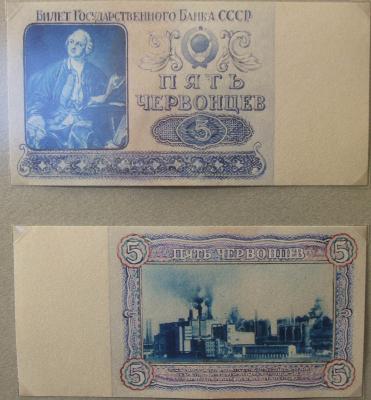 Билет Государственного Банка СССР
ПЯТЬ
ЧЕРВОНЦЕВ
5
5 ПЯТЬ ЧЕРВОНЦЕВ 5
5 5